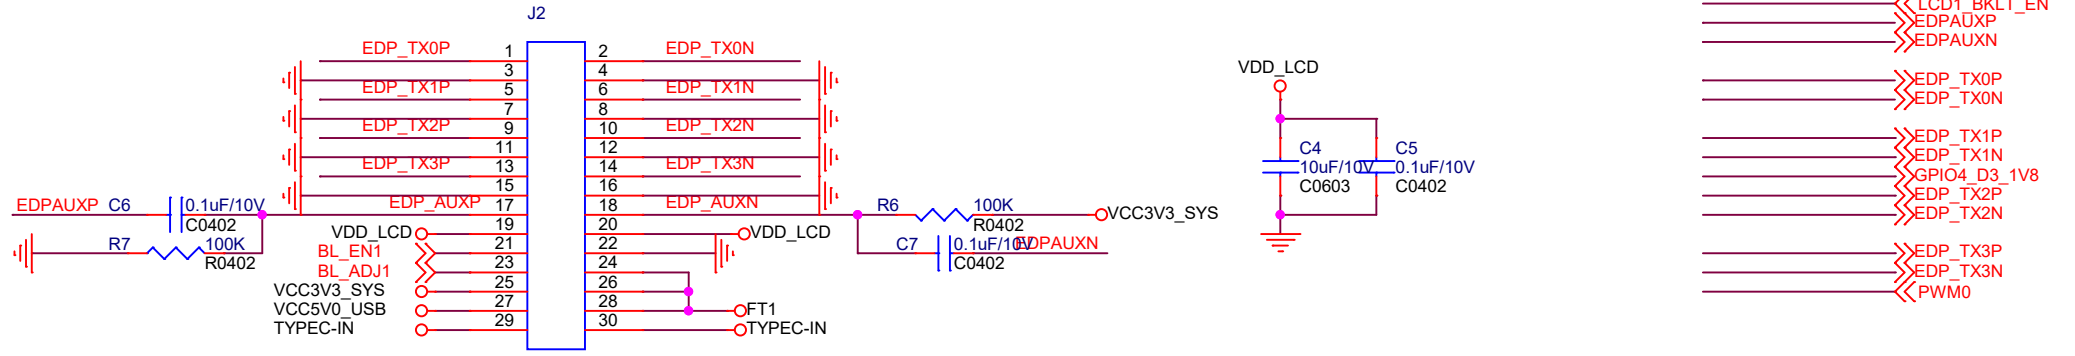 J2
EDP_TX0P 1 2 EDP_TX0N
3 4
EDP_TX1P 5 6 EDP_TX1N
7 8
EDP_TX2P 9 10 EDP_TX2N
11 12
EDP_TX3P 13 14 EDP_TX3N
15 16
EDPAUXP C6 0.1uF/10V EDP_AUXP 17 18 EDP_AUXN R6 100K VCC3V3_SYS
C0402 R0402
VDD_LCD 19 20 VDD_LCD
R7 100K BL_EN1 21 22 C7 0.1uF/10V EDPAUXN
R0402 C0402
BL_ADJ1 23 24
VCC3V3_SYS 25 26
VCC5V0_USB 27 28 FT1
TYPEC-IN 29 30 TYPEC-IN
VDD_LCD
C4 C5
10uF/10V 0.1uF/10V
C0603 C0402
LCD1_BKLT_EN
EDPAUXP
EDPAUXN
EDP_TX0P
EDP_TX0N
EDP_TX1P
EDP_TX1N
GPIO4_D3_1V8
EDP_TX2P
EDP_TX2N
EDP_TX3P
EDP_TX3N
PWM0